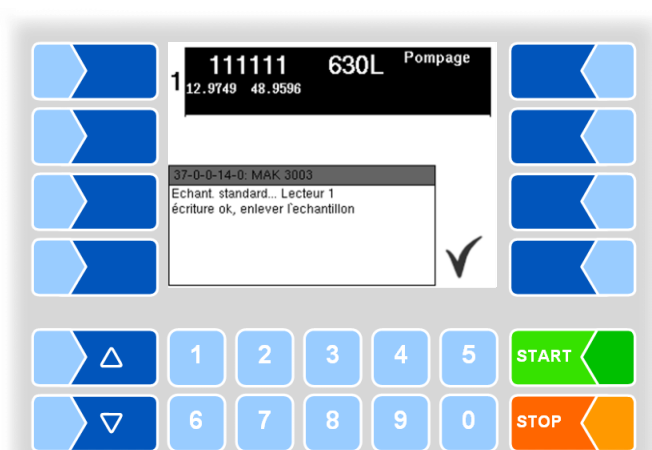 111111 630L Pompage
1
12.9749 48.9596
37-0-0-14-0: MAK 3003
Echant. standard... Lecteur 1
écriture ok, enlever l'echantillon
1 2 3 4 5 START
6 7 8 9 0 STOP